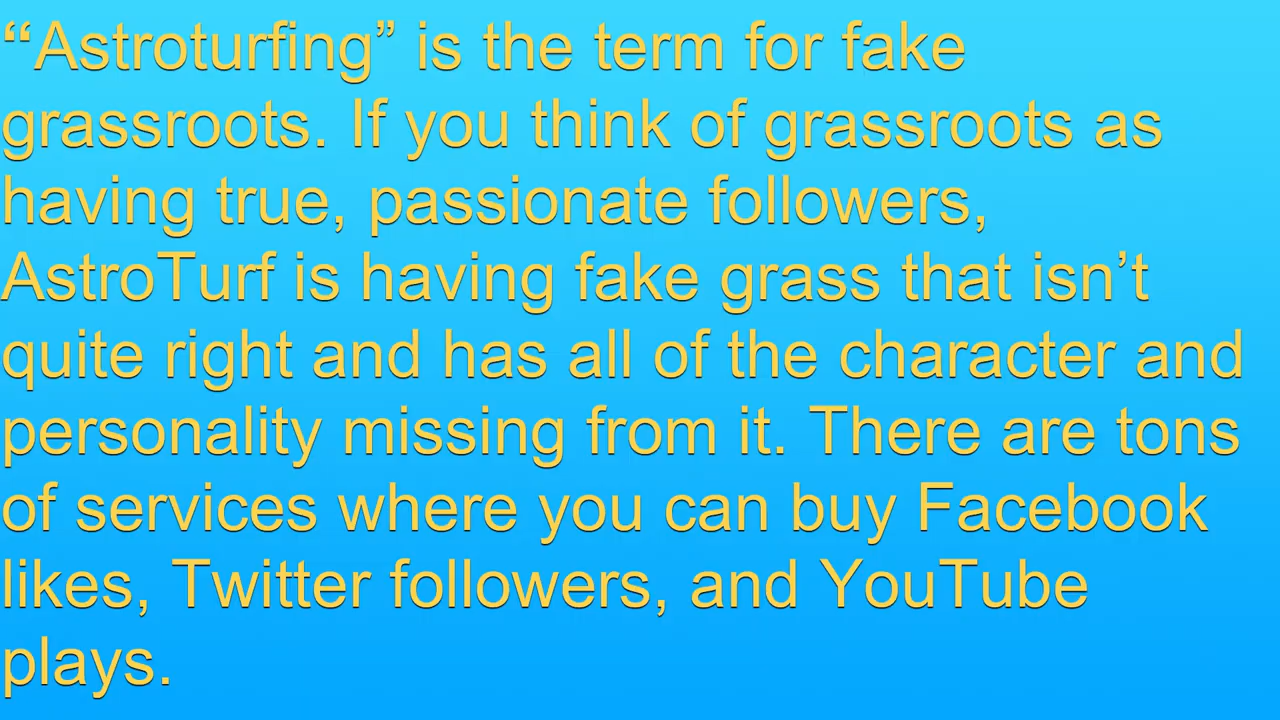 “Astroturfing” is the term for fake
grassroots. If you think of grassroots as
having true, passionate followers,
AstroTurf is having fake grass that isn’t
quite right and has all of the character and
personality missing from it. There are tons
of services where you can buy Facebook
likes, Twitter followers, and YouTube
plays.